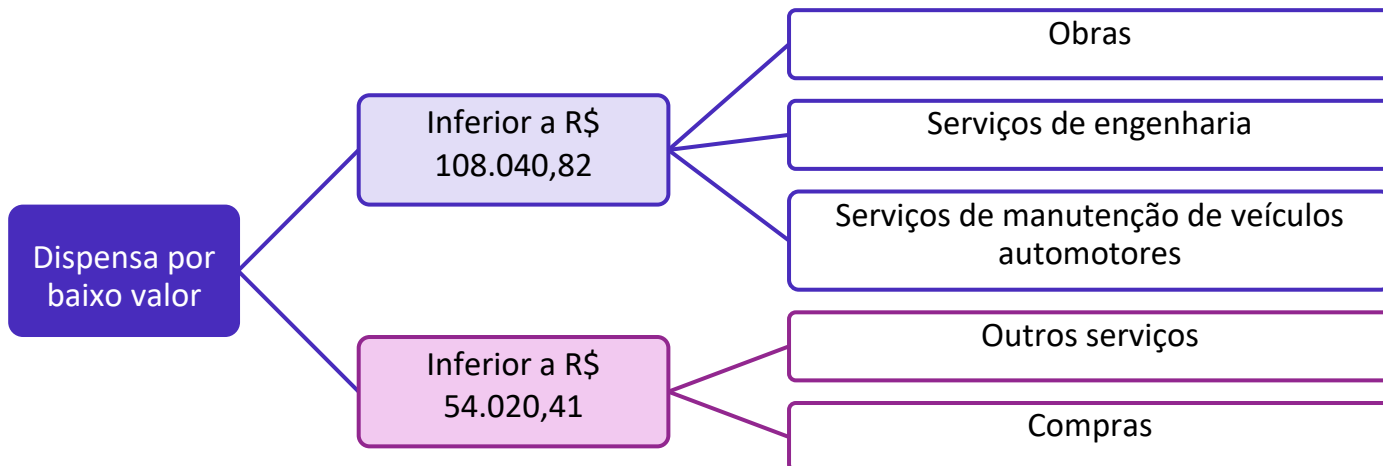 Dispensa por
baixo valor
Inferior a R$
108.040,82
Obras
Serviços de engenharia
Serviços de manutenção de veículos
automotores
Inferior a R$
54.020,41
Outros serviços
Compras